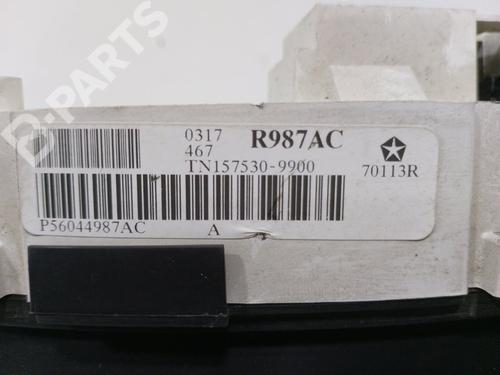 B-PARTS
0317 R987AC
467
TN157530-9900 70113R
P56044987AC A